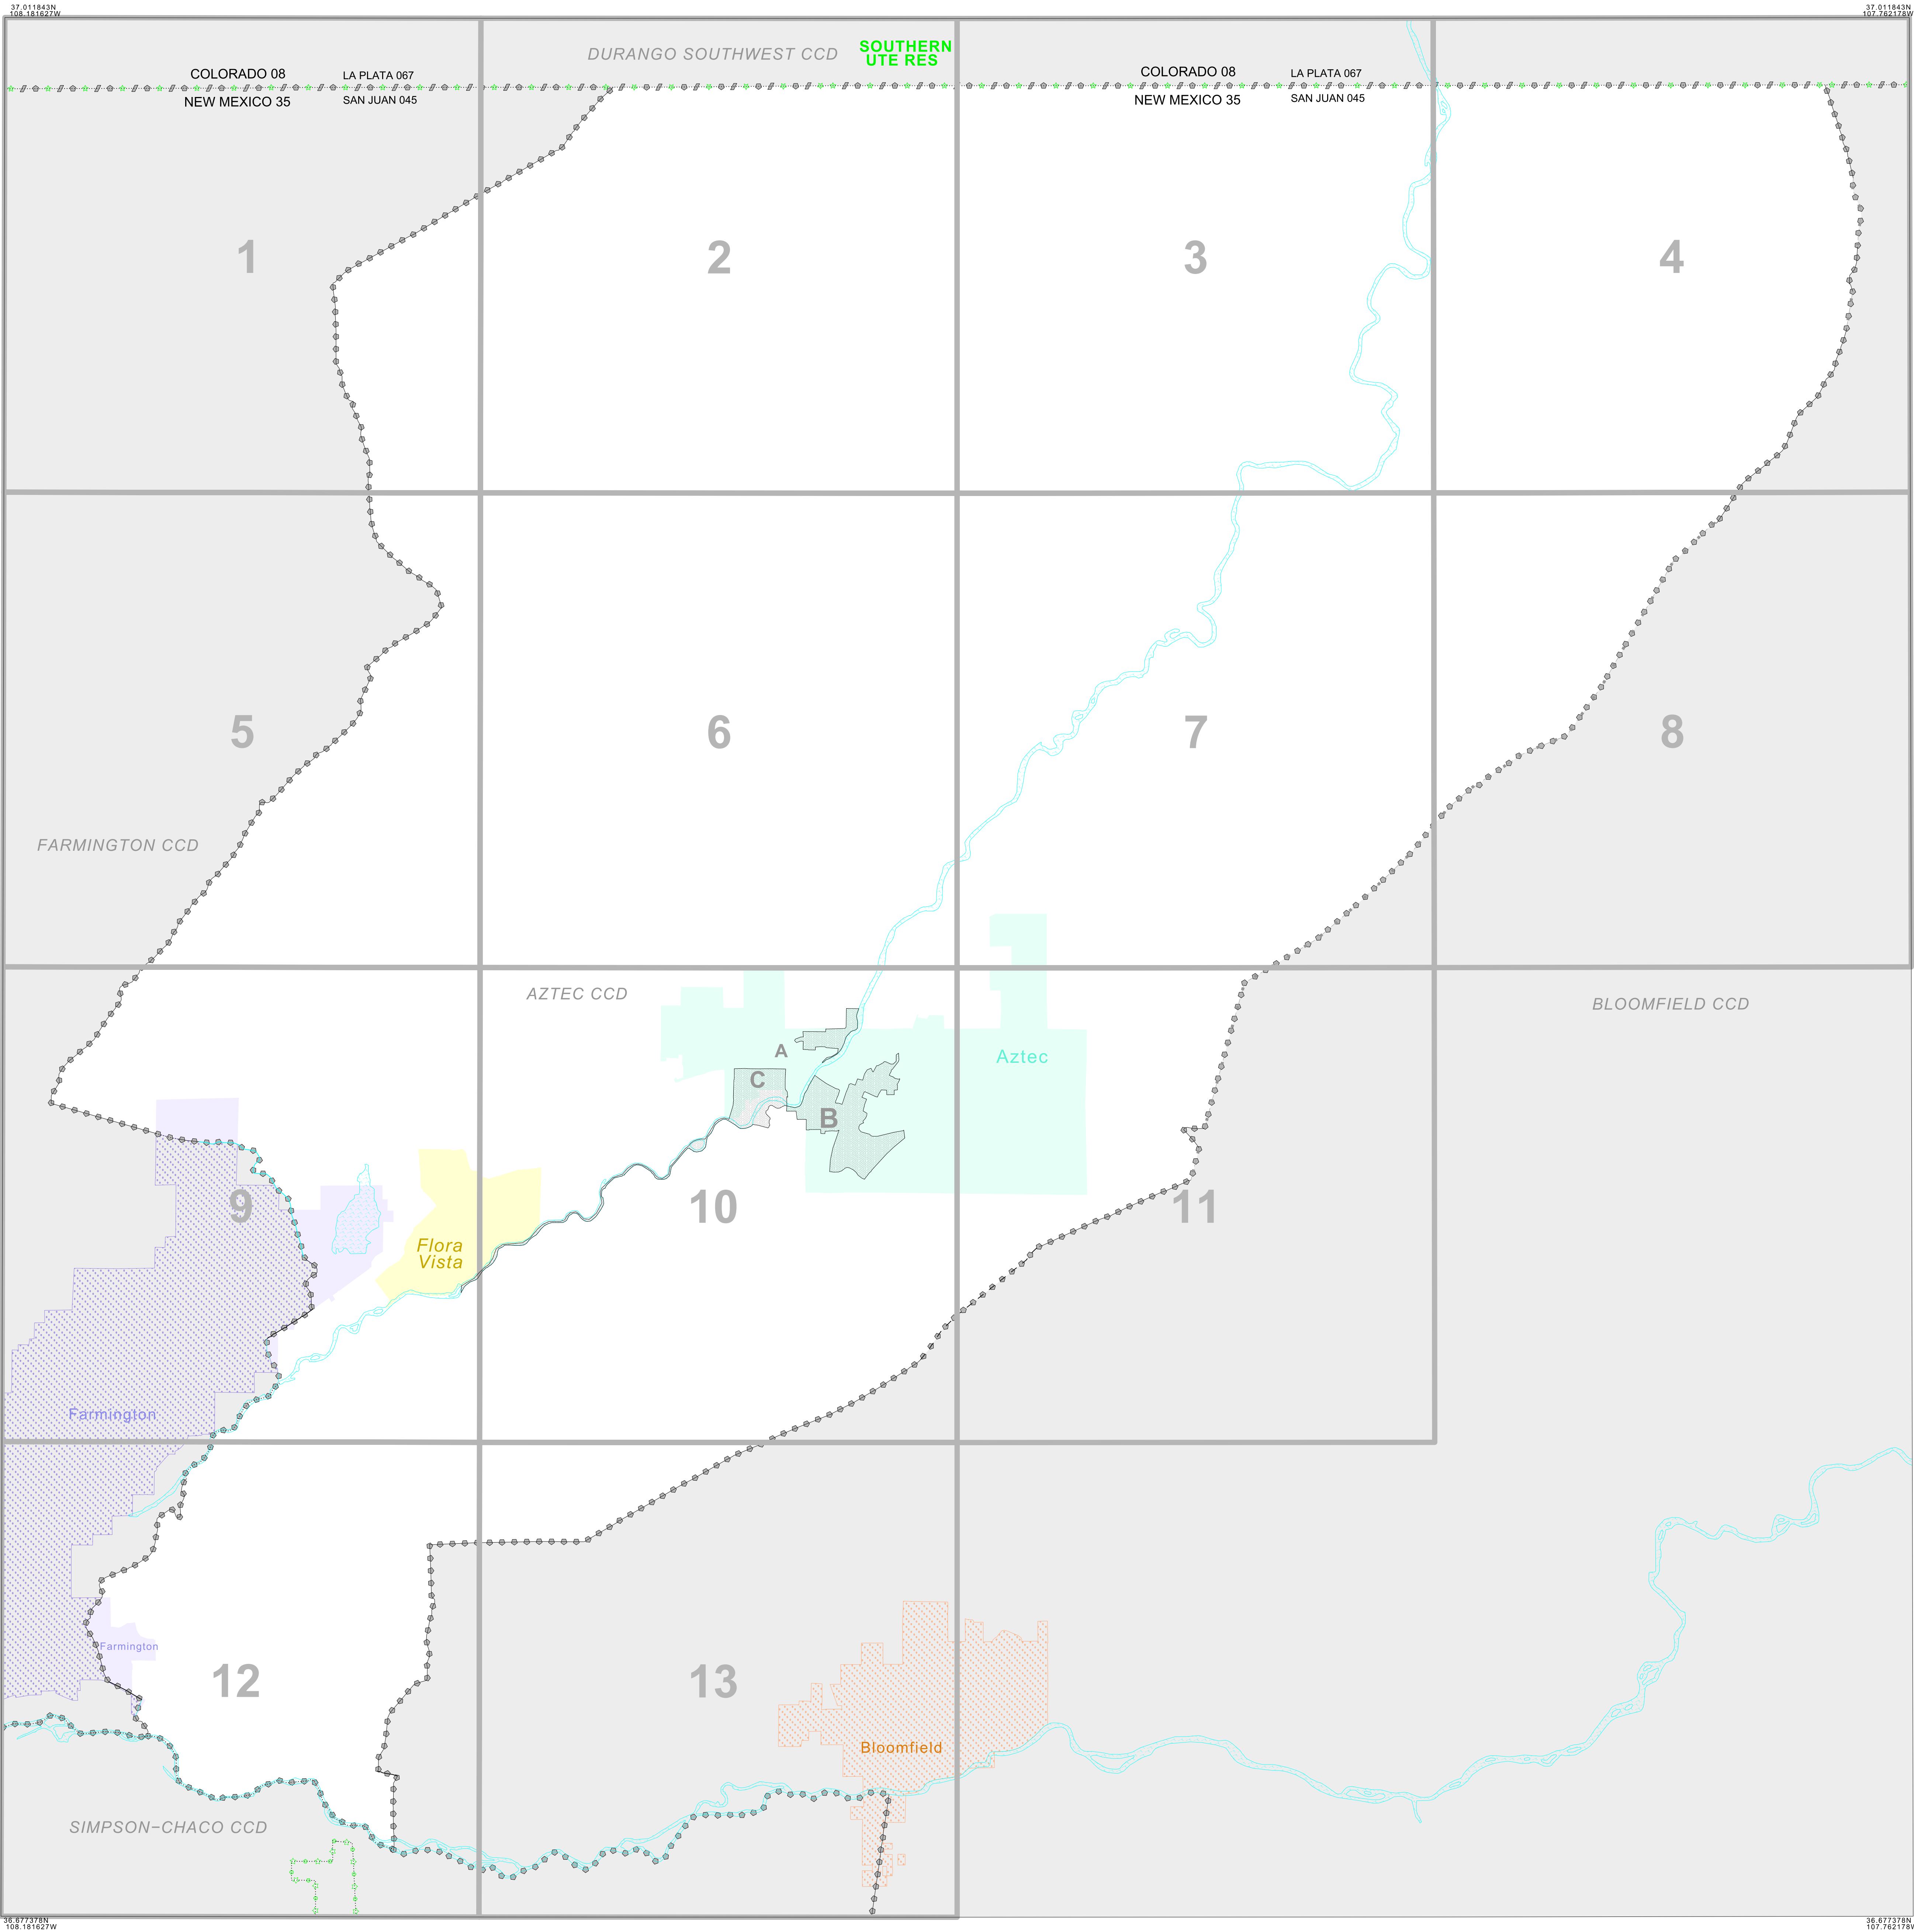 37.011843N
108.181627W
37.011843N
107.762178W
DURANGO SOUTHWEST CCD
SOUTHERN
UTE RES
COLORADO 08
LA PLATA 067
COLORADO 08
LA PLATA 067
NEW MEXICO 35
SAN JUAN 045
NEW MEXICO 35
SAN JUAN 045
1
2
3
4
5
6
7
8
FARMINGTON CCD
AZTEC CCD
BLOOMFIELD CCD
A
Aztec
C
B
9
10
11
Flora
Vista
Farmington
Farmington
12
13
Bloomfield
SIMPSON-CHACO CCD
36.677378N
108.181627W
36.677378N
107.762178W